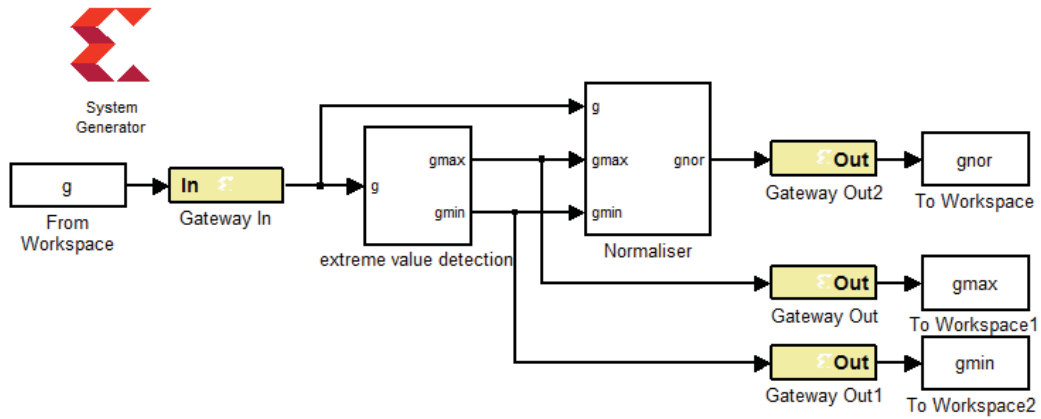 System
Generator
g
From
Workspace
In
Gateway In
g
gmax
gmin
extreme value detection
g
gmax
gmin
gnor
Normaliser
Out
Gateway Out2
gnor
To Workspace
Out
Gateway Out
gmax
To Workspace1
Out
Gateway Out1
gmin
To Workspace2